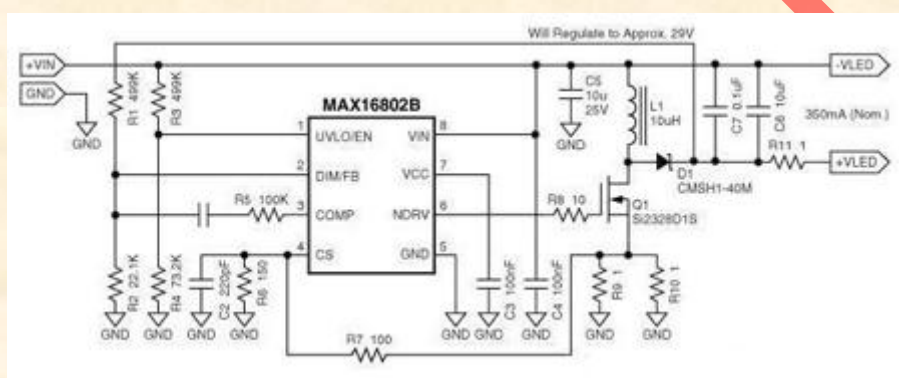 Will Regulate to Approx. 29V
+VIN
GND
GND
R1 499K
R3 499K
MAX16802B
1 UVLO/EN
2 DIM/FB
3 COMP
4 CS
VIN 8
VCC 7
NDRV 6
GND 5
R5 100K
R2 22.1K
R4 73.2K
C2 220pF
R6 150
R7 100
C3 100nF
C4 100nF
R8 10
C5
10u
25V
GND
L1
10uH
D1
CMSH1-40M
Q1
Si2328D1S
R9 1
R10 1
C7 0.1uF
C6 10uF
R11 1
-VLED
350mA (Nom.)
+VLED
GND
GND
GND
GND
GND
GND
GND
GND
GND